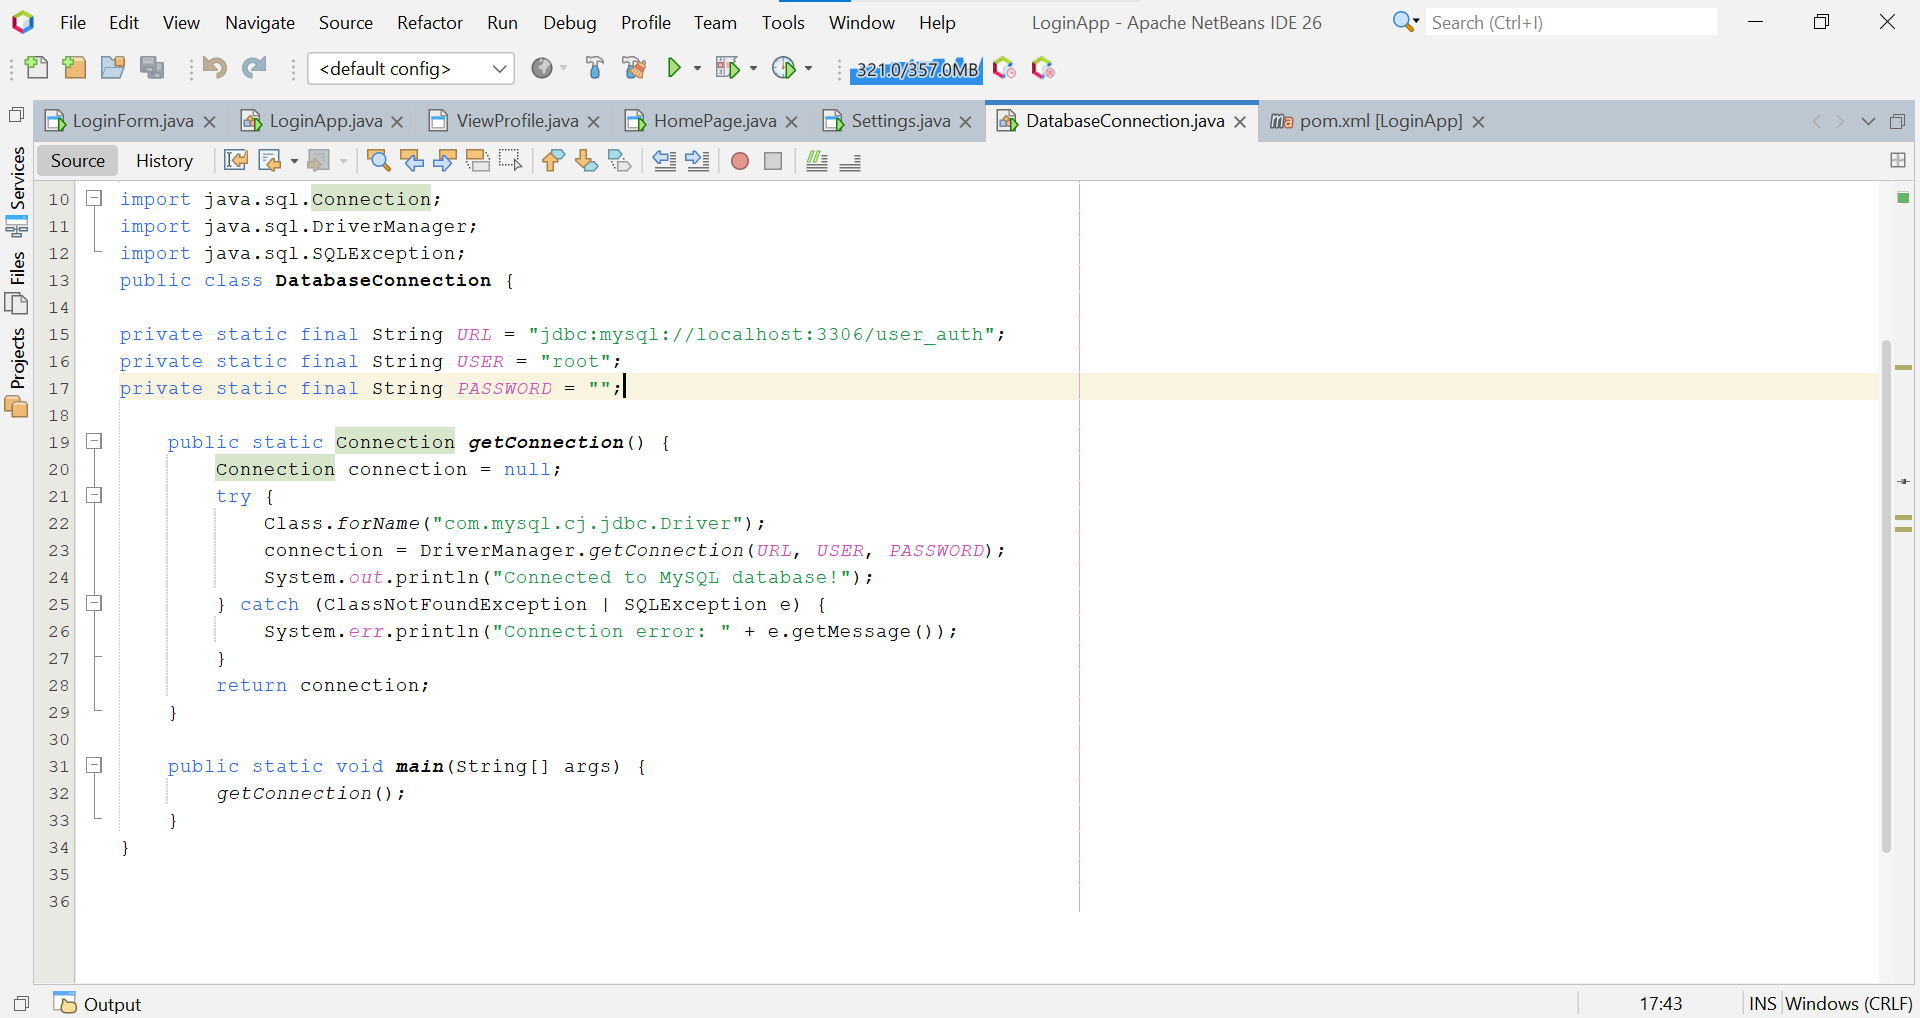 File Edit View Navigate Source Refactor Run Debug Profile Team Tools Window Help LoginApp - Apache NetBeans IDE 26 Search (Ctrl+I)
<default config> 321.0/357.0MB
LoginForm.java LoginApp.java ViewProfile.java HomePage.java Settings.java DatabaseConnection.java pom.xml [LoginApp]
Source History
Services
Files
Projects
10 import java.sql.Connection;
11 import java.sql.DriverManager;
12 import java.sql.SQLException;
13 public class DatabaseConnection {
14
15 private static final String URL = "jdbc:mysql://localhost:3306/user_auth";
16 private static final String USER = "root";
17 private static final String PASSWORD = "";
18
19 public static Connection getConnection() {
20 Connection connection = null;
21 try {
22 Class.forName("com.mysql.cj.jdbc.Driver");
23 connection = DriverManager.getConnection(URL, USER, PASSWORD);
24 System.out.println("Connected to MySQL database!");
25 } catch (ClassNotFoundException | SQLException e) {
26 System.err.println("Connection error: " + e.getMessage());
27 }
28 return connection;
29 }
30
31 public static void main(String[] args) {
32 getConnection();
33 }
34 }
35
36
Output 17:43 INS Windows (CRLF)